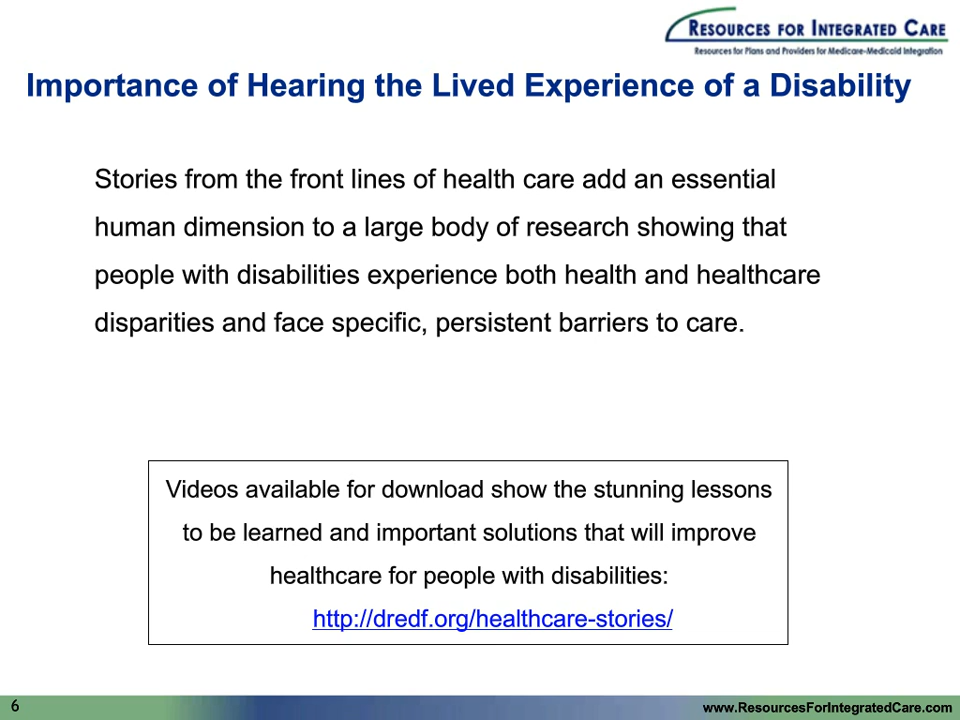 RESOURCES FOR INTEGRATED CARE
Resources for Plans and Providers for Medicare-Medicaid Integration
Importance of Hearing the Lived Experience of a Disability
Stories from the front lines of health care add an essential
human dimension to a large body of research showing that
people with disabilities experience both health and healthcare
disparities and face specific, persistent barriers to care.
Videos available for download show the stunning lessons
to be learned and important solutions that will improve
healthcare for people with disabilities:
http://dredf.org/healthcare-stories/
6
www.ResourcesForIntegratedCare.com